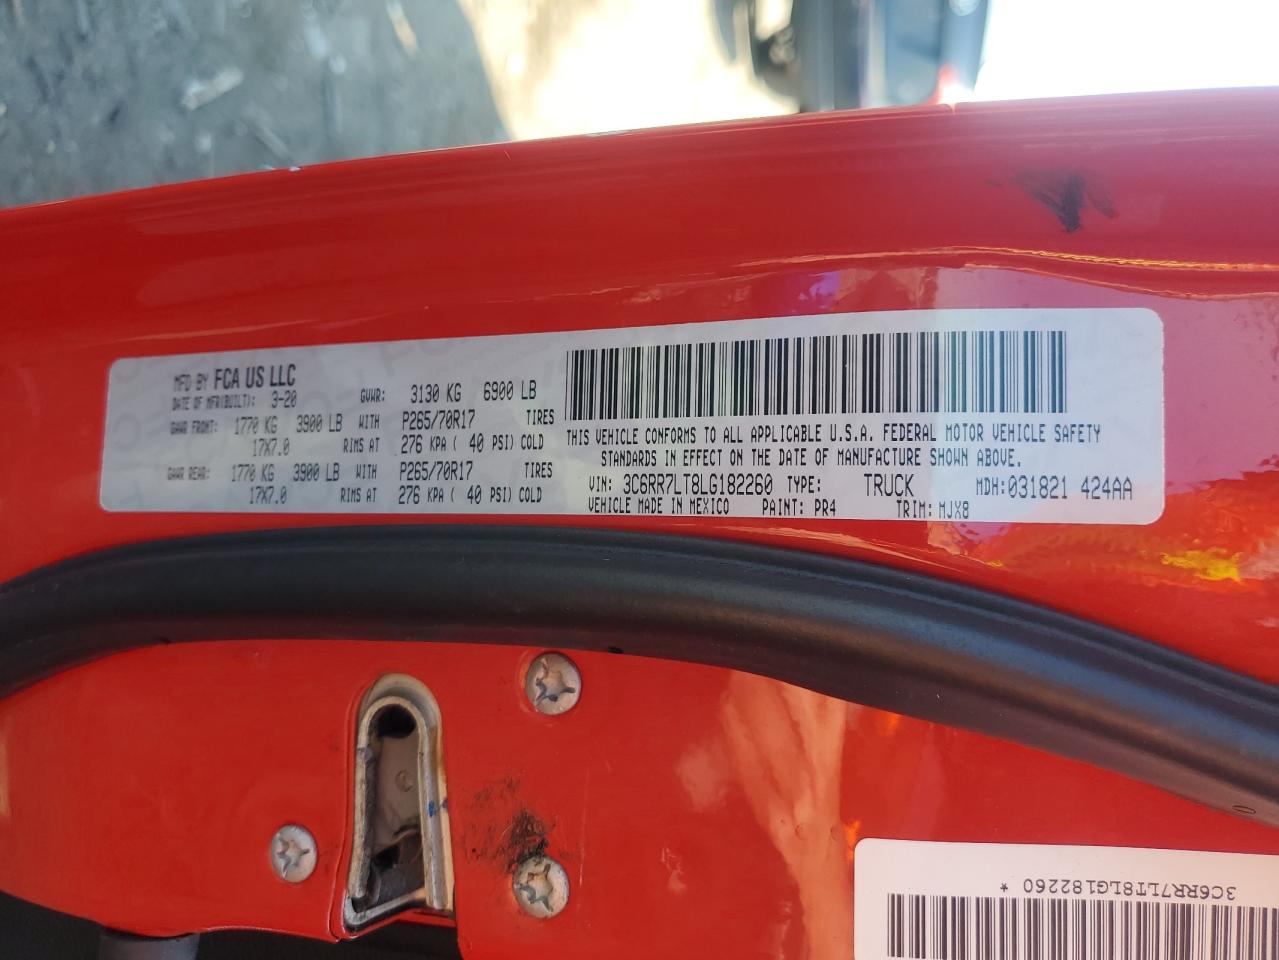 MFD BY FCA US LLC
DATE OF MFR(BUILT): 3-20 GVWR: 3130 KG 6900 LB
GAWR FRONT: 1770 KG 3900 LB WITH P265/70R17 TIRES
17X7.0 RIMS AT 276 KPA ( 40 PSI) COLD
GAWR REAR: 1770 KG 3900 LB WITH P265/70R17 TIRES
17X7.0 RIMS AT 276 KPA ( 40 PSI) COLD
THIS VEHICLE CONFORMS TO ALL APPLICABLE U.S.A. FEDERAL MOTOR VEHICLE SAFETY
STANDARDS IN EFFECT ON THE DATE OF MANUFACTURE SHOWN ABOVE.
VIN: 3C6RR7LT8LG182260 TYPE: TRUCK MDH:031821 424AA
VEHICLE MADE IN MEXICO PAINT: PR4 TRIM: MJX8
3C6RR7LT8LG182260 *